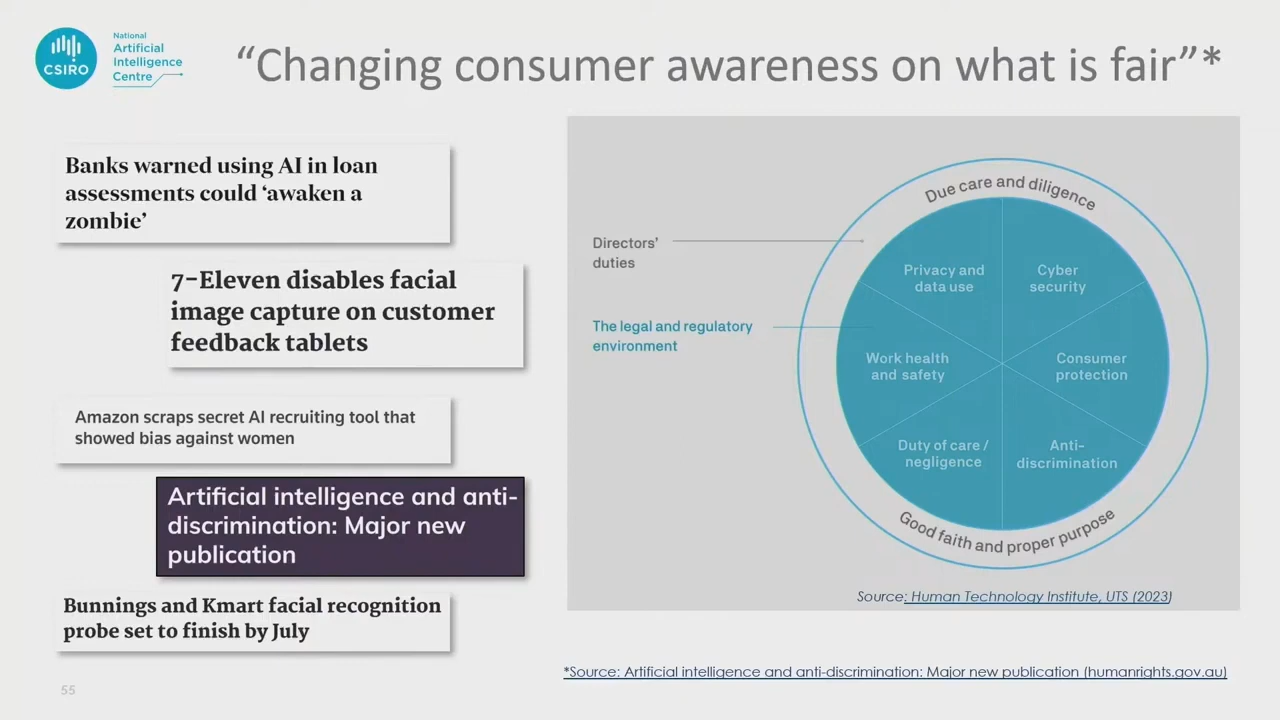 CSIRO
National
Artificial
Intelligence
Centre
“Changing consumer awareness on what is fair”*
Banks warned using AI in loan
assessments could ‘awaken a
zombie’
7-Eleven disables facial
image capture on customer
feedback tablets
Amazon scraps secret AI recruiting tool that
showed bias against women
Artificial intelligence and anti-
discrimination: Major new
publication
Bunnings and Kmart facial recognition
probe set to finish by July
Directors’
duties
The legal and regulatory
environment
Due care and diligence
Privacy and
data use
Cyber
security
Work health
and safety
Consumer
protection
Duty of care /
negligence
Anti-
discrimination
Good faith and proper purpose
Source: Human Technology Institute, UTS (2023)
*Source: Artificial intelligence and anti-discrimination: Major new publication (humanrights.gov.au)
55